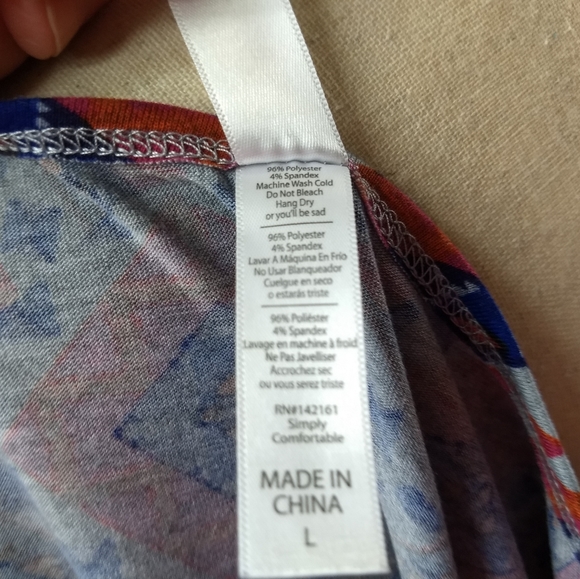 96% Polyester
4% Spandex
Machine Wash Cold
Do Not Bleach
Hang Dry
or you'll be sad
96% Polyester
4% Spandex
Lavar A Máquina En Frío
No Usar Blanqueador
Cuelgue en seco
o estarás triste
96% Poliéster
4% Spandex
Lavage en machine à froid
Ne Pas Javelliser
Accrochez sec
ou vous serez triste
RN#142161
Simply
Comfortable
MADE IN
CHINA
L